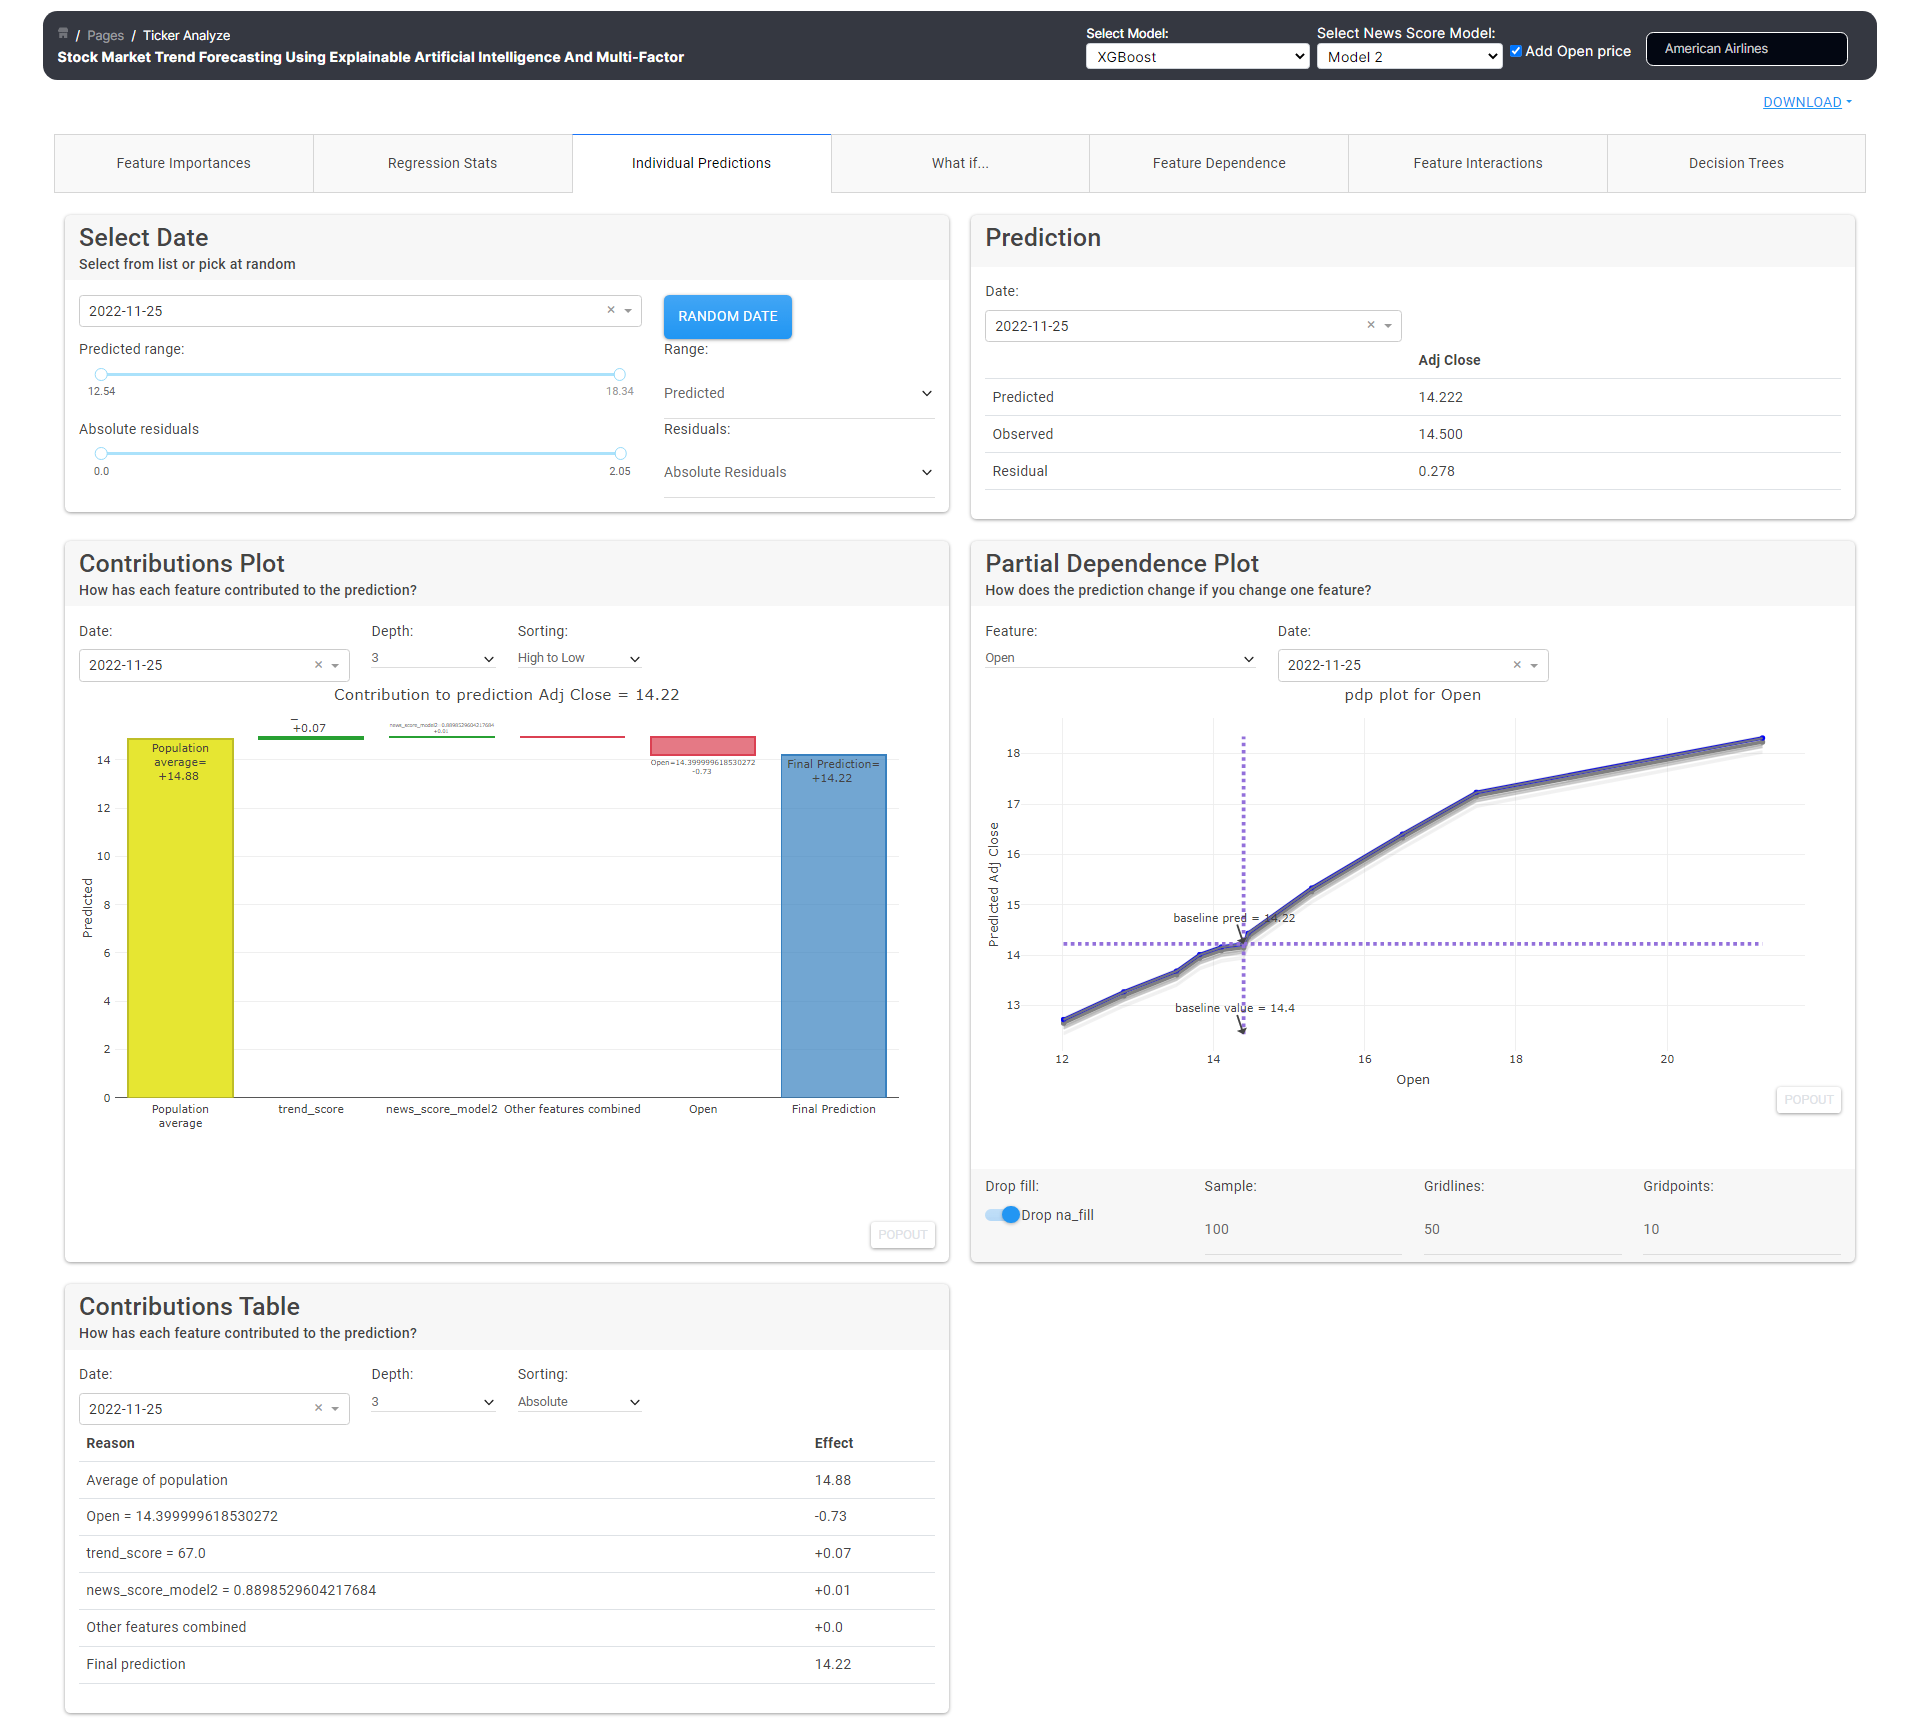 / Pages / Ticker Analyze
Stock Market Trend Forecasting Using Explainable Artificial Intelligence And Multi-Factor
Select Model:
XGBoost
Select News Score Model:
Model 2
Add Open price
American Airlines
DOWNLOAD
Feature Importances
Regression Stats
Individual Predictions
What if...
Feature Dependence
Feature Interactions
Decision Trees
Select Date
Select from list or pick at random
2022-11-25
RANDOM DATE
Predicted range:
12.54
18.34
Range:
Predicted
Absolute residuals
0.0
2.05
Residuals:
Absolute Residuals
Prediction
Date:
2022-11-25
Adj Close
Predicted 14.222
Observed 14.500
Residual 0.278
Contributions Plot
How has each feature contributed to the prediction?
Date:
2022-11-25
Depth:
3
Sorting:
High to Low
Contribution to prediction Adj Close = 14.22
Population
average=
+14.88
+0.07
news_score_model2=0.8898529604217684
+0.01
Open=14.399999618530272
-0.73
Final Prediction=
+14.22
14
12
10
8
6
4
2
0
Predicted
Population
average
trend_score
news_score_model2
Other features combined
Open
Final Prediction
POPOUT
Partial Dependence Plot
How does the prediction change if you change one feature?
Feature:
Open
Date:
2022-11-25
pdp plot for Open
18
17
16
15
14
13
Predicted Adj Close
baseline pred = 14.22
baseline value = 14.4
12
14
16
18
20
Open
POPOUT
Drop fill:
Drop na_fill
Sample:
100
Gridlines:
50
Gridpoints:
10
Contributions Table
How has each feature contributed to the prediction?
Date:
2022-11-25
Depth:
3
Sorting:
Absolute
Reason Effect
Average of population 14.88
Open = 14.399999618530272 -0.73
trend_score = 67.0 +0.07
news_score_model2 = 0.8898529604217684 +0.01
Other features combined +0.0
Final prediction 14.22